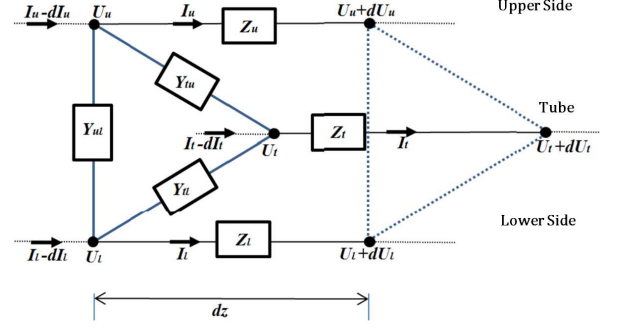 Upper Side
Iu-dIu Uu Iu Zu Uu+dUu
Ytu
Yul
Tube
It-dIt Ut Zt It Ut+dUt
Ytl
Lower Side
Il-dIl Ul Il Zl Ul+dUl
dz